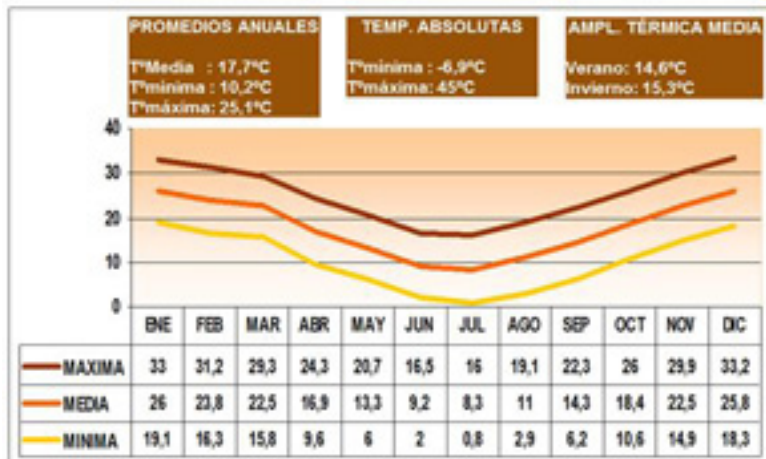 PROMEDIOS ANUALES
TºMedia : 17,7ºC
Tºminima : 10,2ºC
Tºmáxima: 25,1ºC
TEMP. ABSOLUTAS
Tºminima : -6,9ºC
Tºmáxima: 45ºC
AMPL. TÉRMICA MEDIA
Verano: 14,6ºC
Invierno: 15,3ºC
40
30
20
10
0
ENE FEB MAR ABR MAY JUN JUL AGO SEP OCT NOV DIC
MAXIMA 33 31,2 29,3 24,3 20,7 16,5 16 19,1 22,3 26 29,9 33,2
MEDIA 26 23,8 22,5 16,9 13,3 9,2 8,3 11 14,3 18,4 22,5 25,8
MINIMA 19,1 16,3 15,8 9,6 6 2 0,8 2,9 6,2 10,6 14,9 18,3